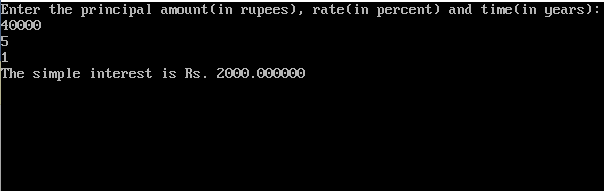 Enter the principal amount(in rupees), rate(in percent) and time(in years):
40000
5
1
The simple interest is Rs. 2000.000000